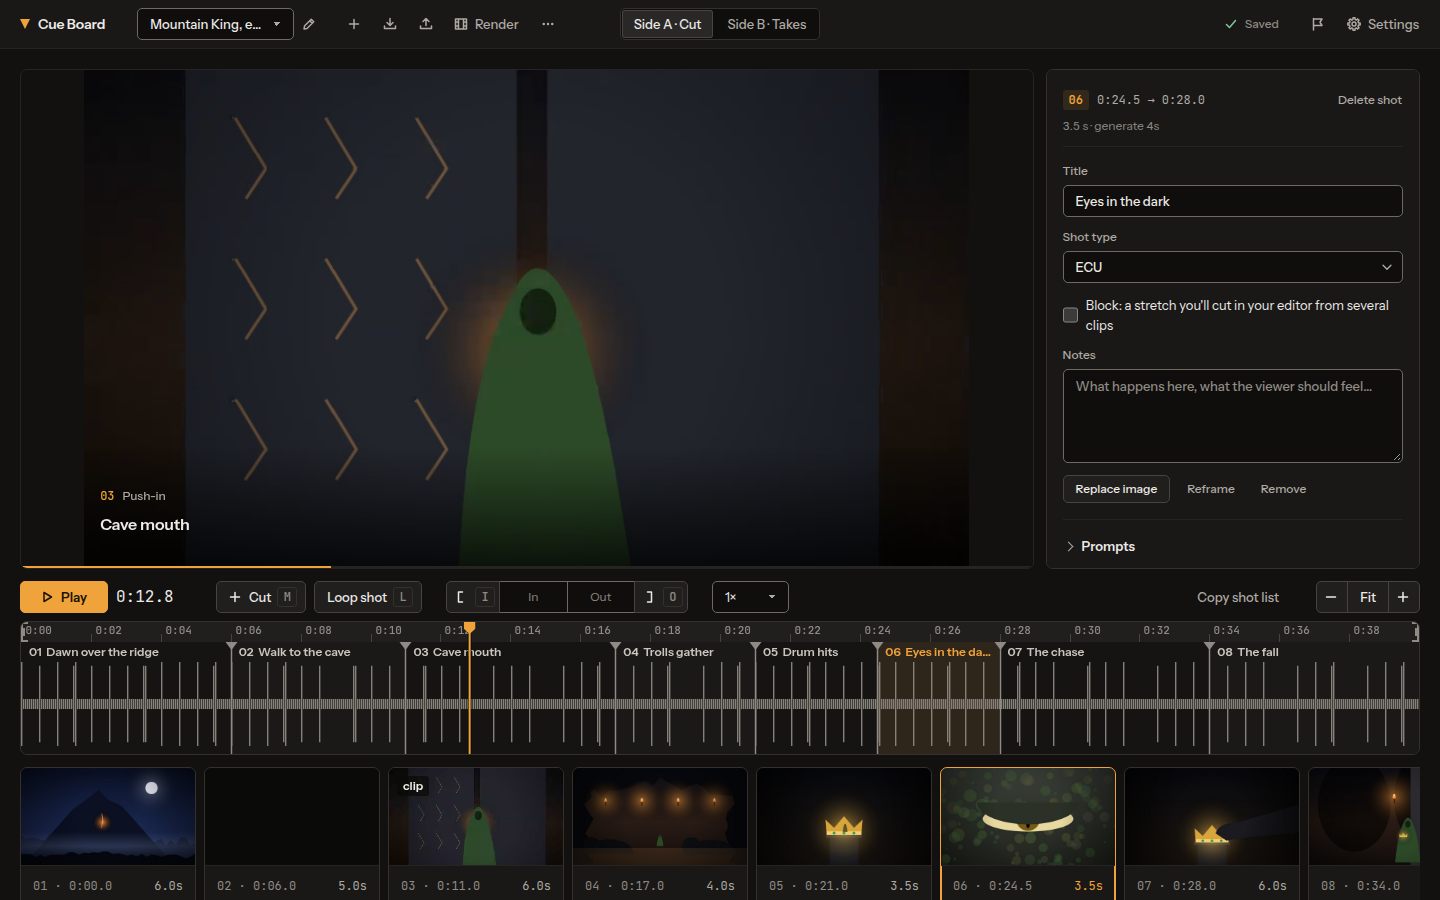 Cue Board
Mountain King, e...
Render
Side A · Cut
Side B · Takes
Saved
Settings
03 Push-in
Cave mouth
06 0:24.5 → 0:28.0
Delete shot
3.5 s · generate 4s
Title
Eyes in the dark
Shot type
ECU
Block: a stretch you'll cut in your editor from several
clips
Notes
What happens here, what the viewer should feel...
Replace image
Reframe
Remove
Prompts
Play
0:12.8
Cut M
Loop shot L
I
In
Out
O
1×
Copy shot list
Fit
0:00 0:02 0:04 0:06 0:08 0:10 0:14 0:16 0:18 0:20 0:22 0:24 0:26 0:28 0:30 0:32 0:34 0:36 0:38
01 Dawn over the ridge
02 Walk to the cave
03 Cave mouth
04 Trolls gather
05 Drum hits
06 Eyes in the da...
07 The chase
08 The fall
clip
01 · 0:00.0 6.0s
02 · 0:06.0 5.0s
03 · 0:11.0 6.0s
04 · 0:17.0 4.0s
05 · 0:21.0 3.5s
06 · 0:24.5 3.5s
07 · 0:28.0 6.0s
08 · 0:34.0